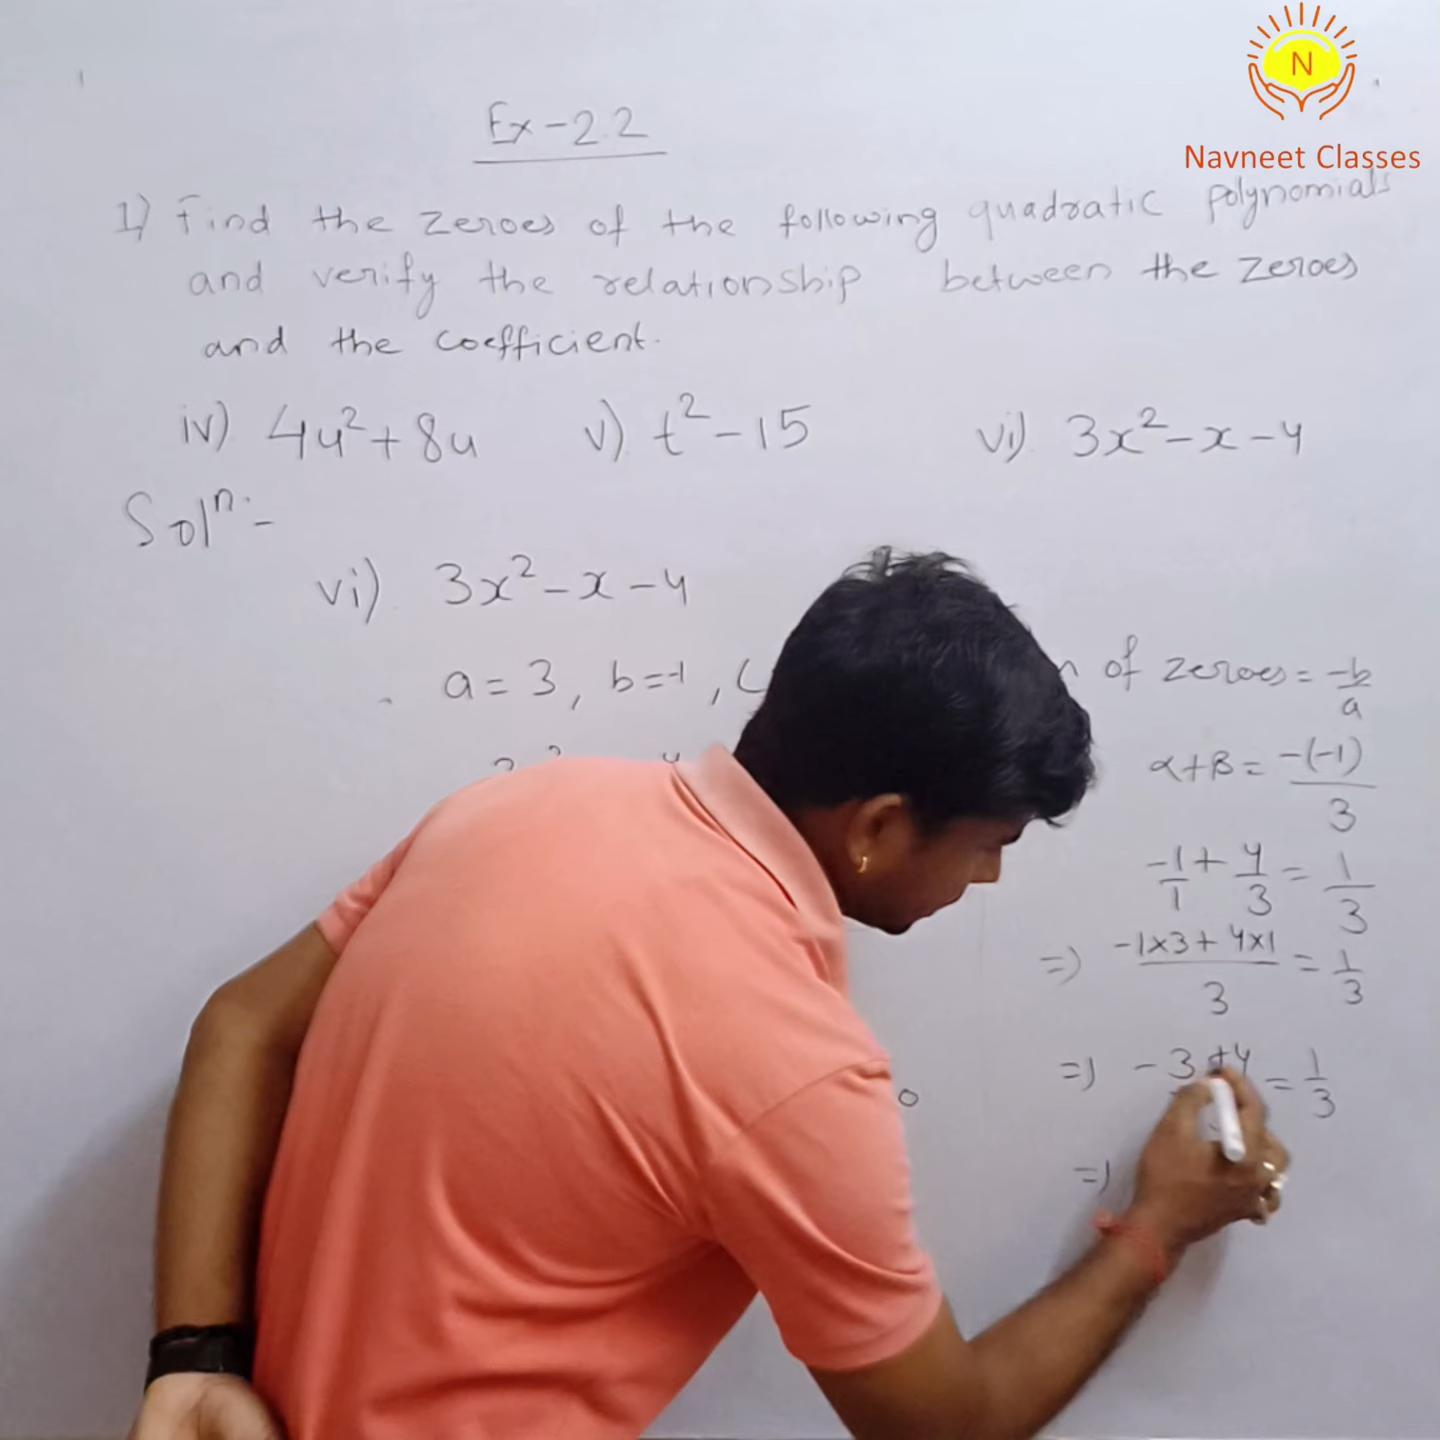 N
Navneet Classes
Ex-2.2
1) Find the zeroes of the following quadratic polynomials
and verify the relationship between the zeroes
and the coefficient.
iv) 4u²+8u v) t²-15 vi) 3x²-x-4
Solⁿ:-
vi) 3x²-x-4
a=3, b=-1, of zeroes = -b/a
α+β = -(-1)/3
-1/1 + 4/3 = 1/3
=) -1×3+4×1/3 = 1/3
=) -3+4 = 1/3
0
=)